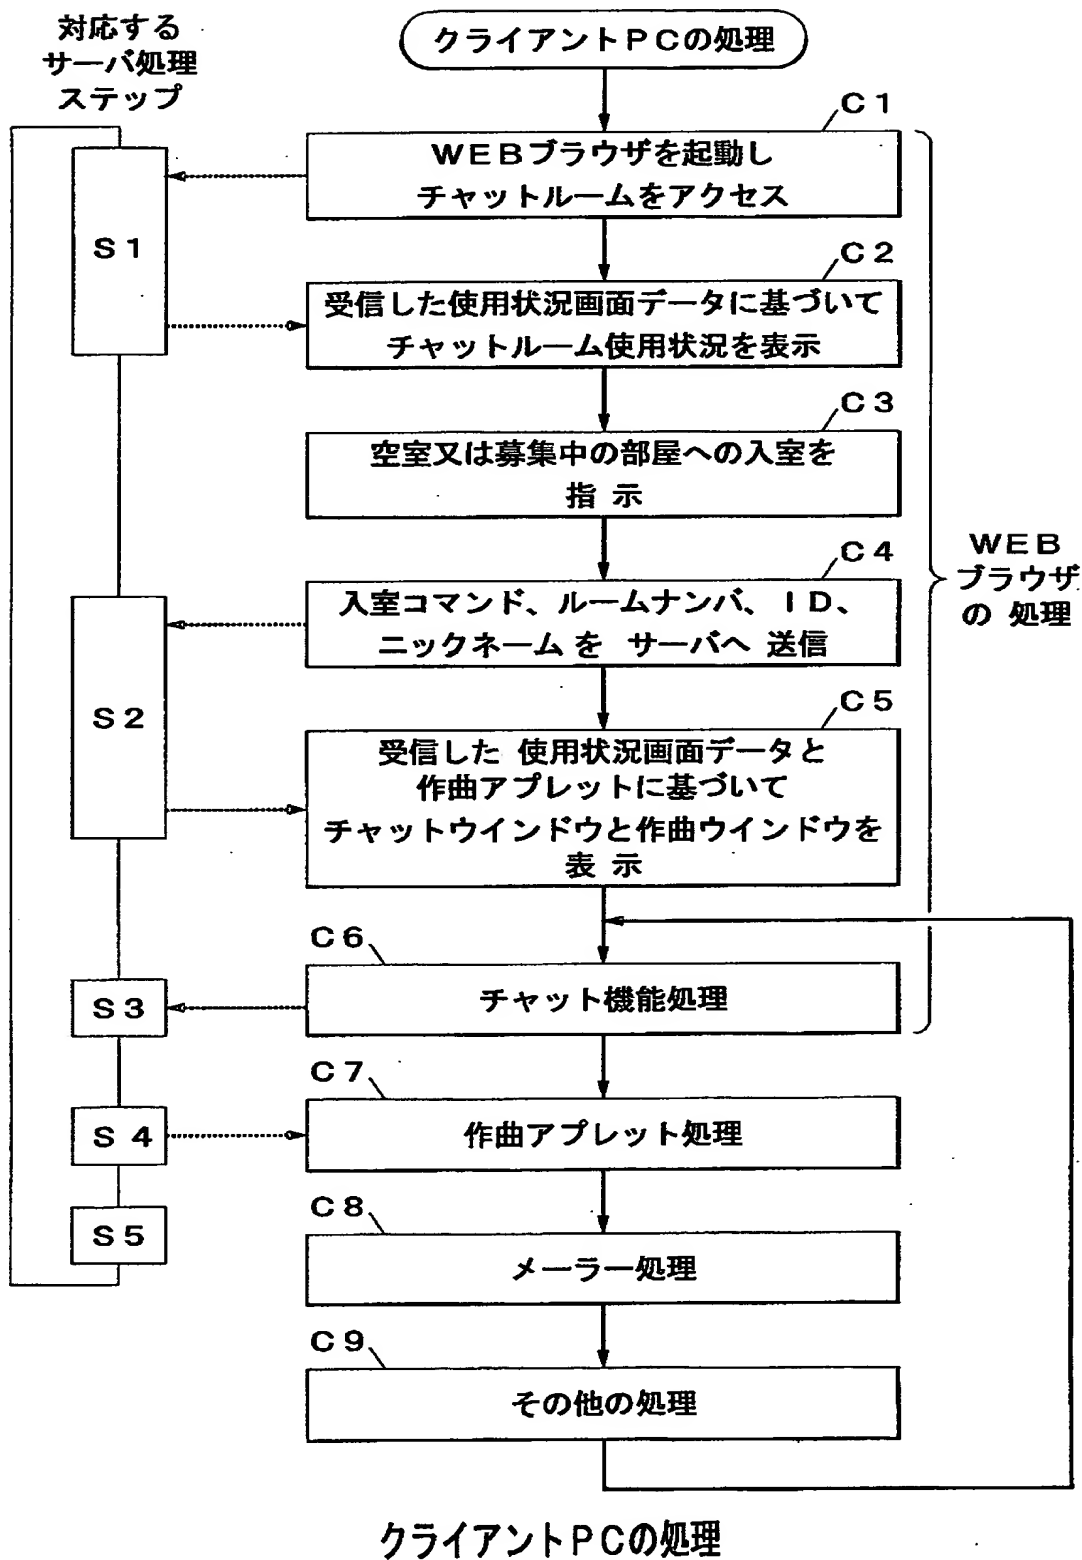 対応する
サーバ処理
ステップ
クライアントPCの処理
C1
WEBブラウザを起動し
チャットルームをアクセス
S1
C2
受信した使用状況画面データに基づいて
チャットルーム使用状況を表示
C3
空室又は募集中の部屋への入室を
指 示
C4
入室コマンド、ルームナンバ、ID、
ニックネーム を サーバへ 送信
WEB
ブラウザ
の 処理
S2
C5
受信した 使用状況画面データと
作曲アプレットに基づいて
チャットウインドウと作曲ウインドウを
表 示
C6
チャット機能処理
S3
C7
作曲アプレット処理
S4
C8
メーラー処理
S5
C9
その他の処理
クライアントPCの処理